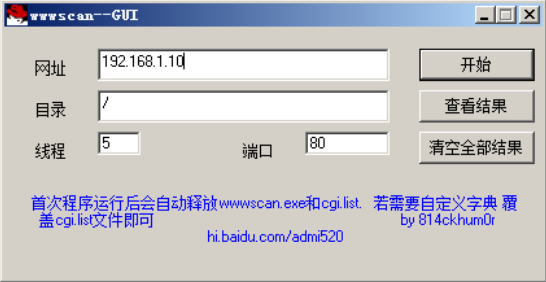 wwwscan--GUI
网址 192.168.1.10 开始
目录 / 查看结果
线程 5 端口 80 清空全部结果
首次程序运行后会自动释放wwwscan.exe和cgi.list. 若需要自定义字典 覆
盖cgi.list文件即可 by 814ckhum0r
hi.baidu.com/admi520